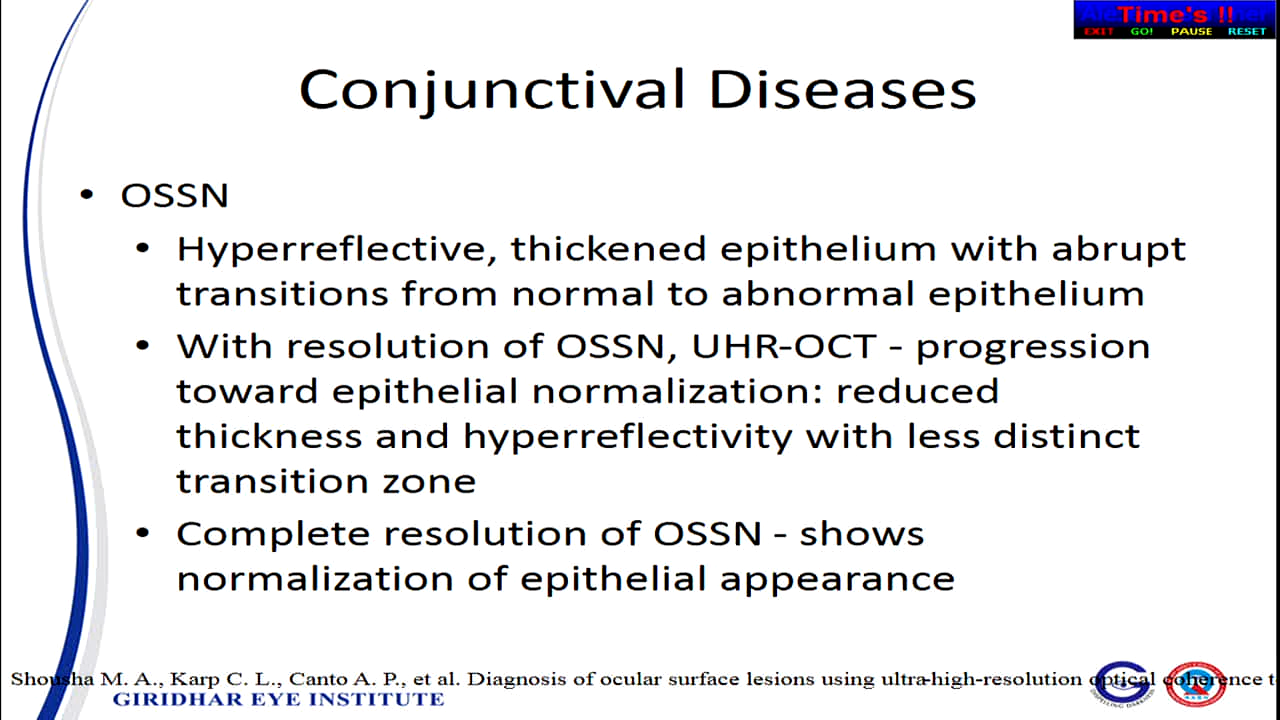 Time's !!
EXIT GO! PAUSE RESET
Conjunctival Diseases
• OSSN
• Hyperreflective, thickened epithelium with abrupt
transitions from normal to abnormal epithelium
• With resolution of OSSN, UHR-OCT - progression
toward epithelial normalization: reduced
thickness and hyperreflectivity with less distinct
transition zone
• Complete resolution of OSSN - shows
normalization of epithelial appearance
Shousha M. A., Karp C. L., Canto A. P., et al. Diagnosis of ocular surface lesions using ultra-high-resolution optical coherence
GIRIDHAR EYE INSTITUTE